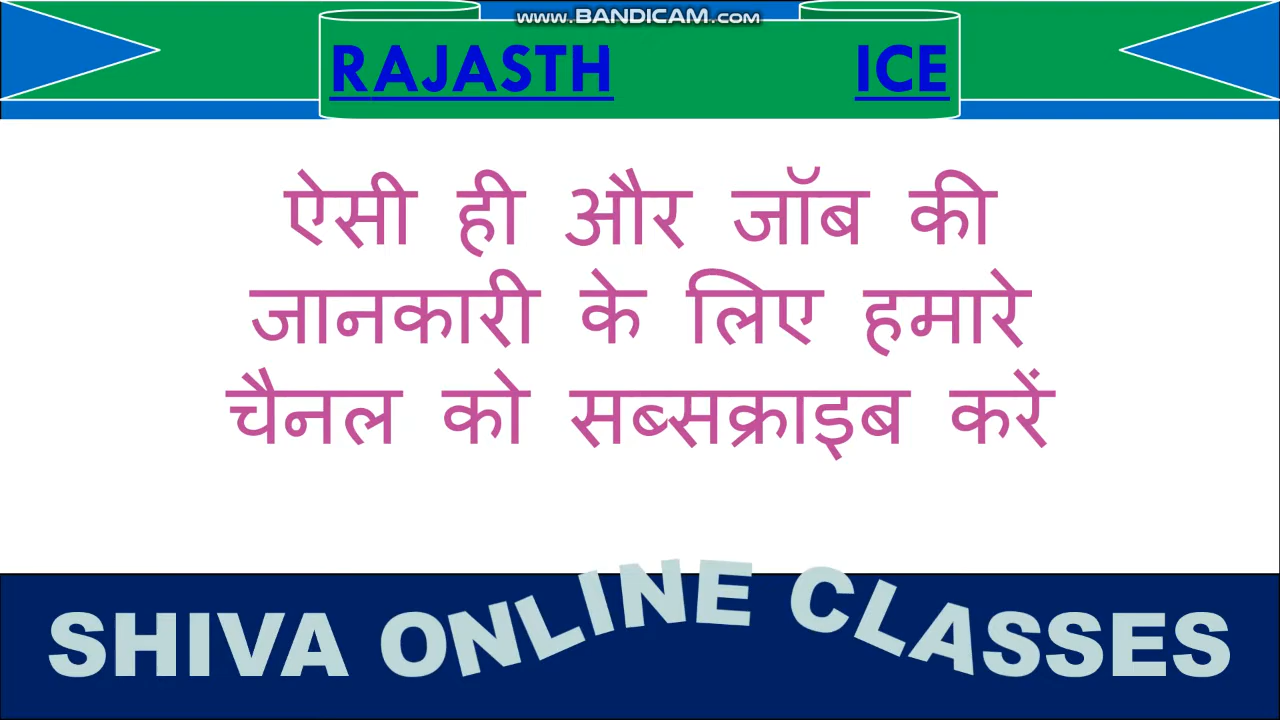 www.BANDICAM.com
RAJASTH ICE
ऐसी ही और जॉब की
जानकारी के लिए हमारे
चैनल को सब्सक्राइब करें
SHIVA ONLINE CLASSES